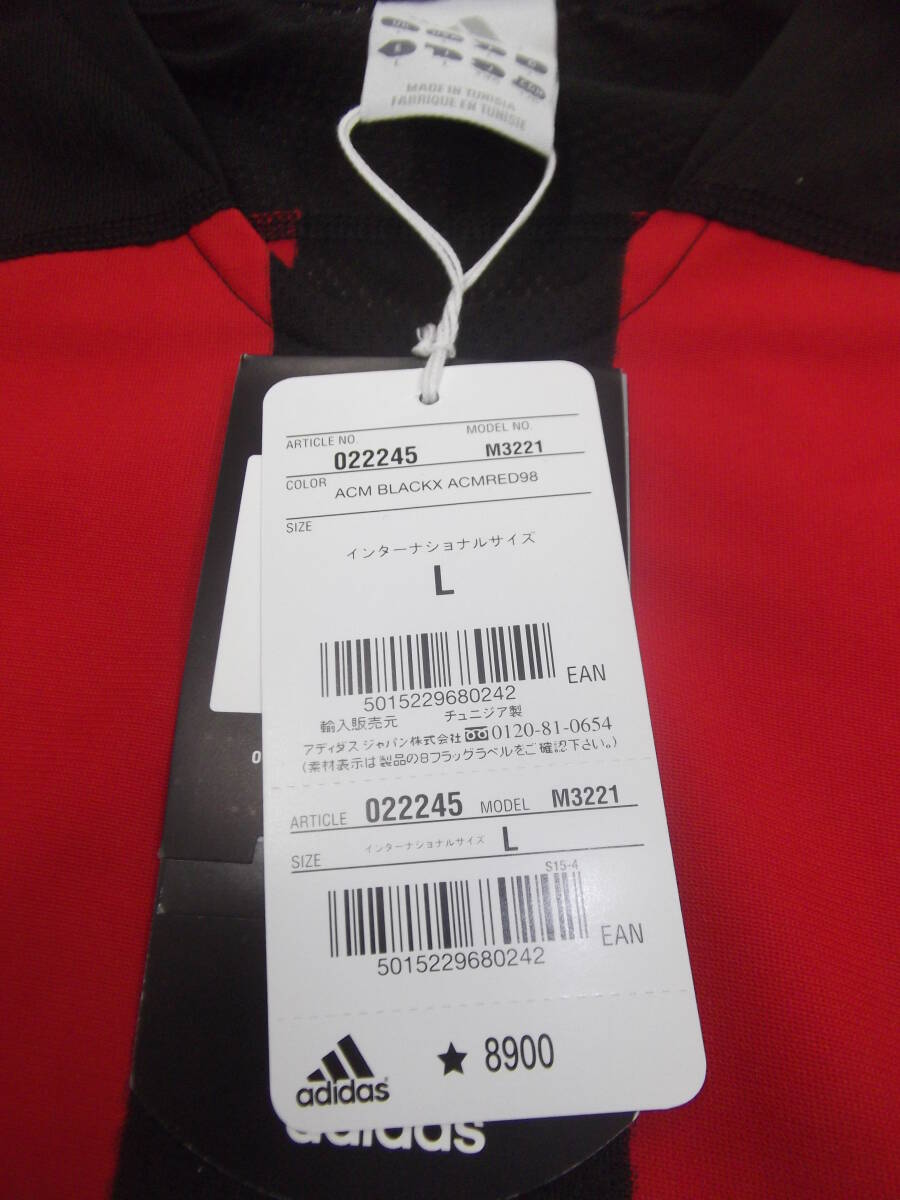 MADE IN TUNISIA
FABRIQUE EN TUNISIE
ARTICLE NO. 022245 MODEL NO. M3221
COLOR ACM BLACKX ACMRED98
SIZE
インターナショナルサイズ
L
EAN
5015229680242
輸入販売元 チュニジア製
アディダス ジャパン株式会社 0120-81-0654
(素材表示は製品の8フラッグラベルをご確認下さい。)
ARTICLE 022245 MODEL M3221
SIZE インターナショナルサイズ L
S15-4
EAN
5015229680242
adidas ★ 8900
adidas